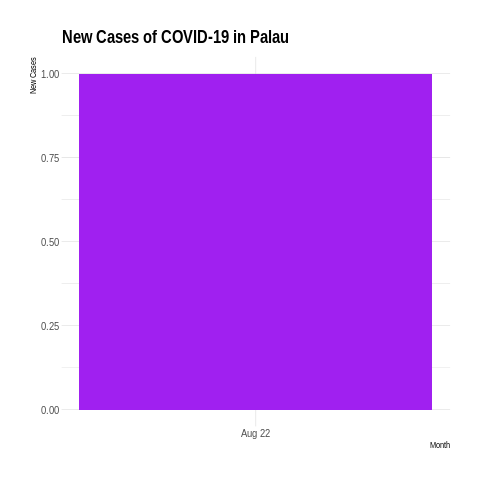 New Cases of COVID-19 in Palau
New Cases
1.00
0.75
0.50
0.25
0.00
Aug 22
Month